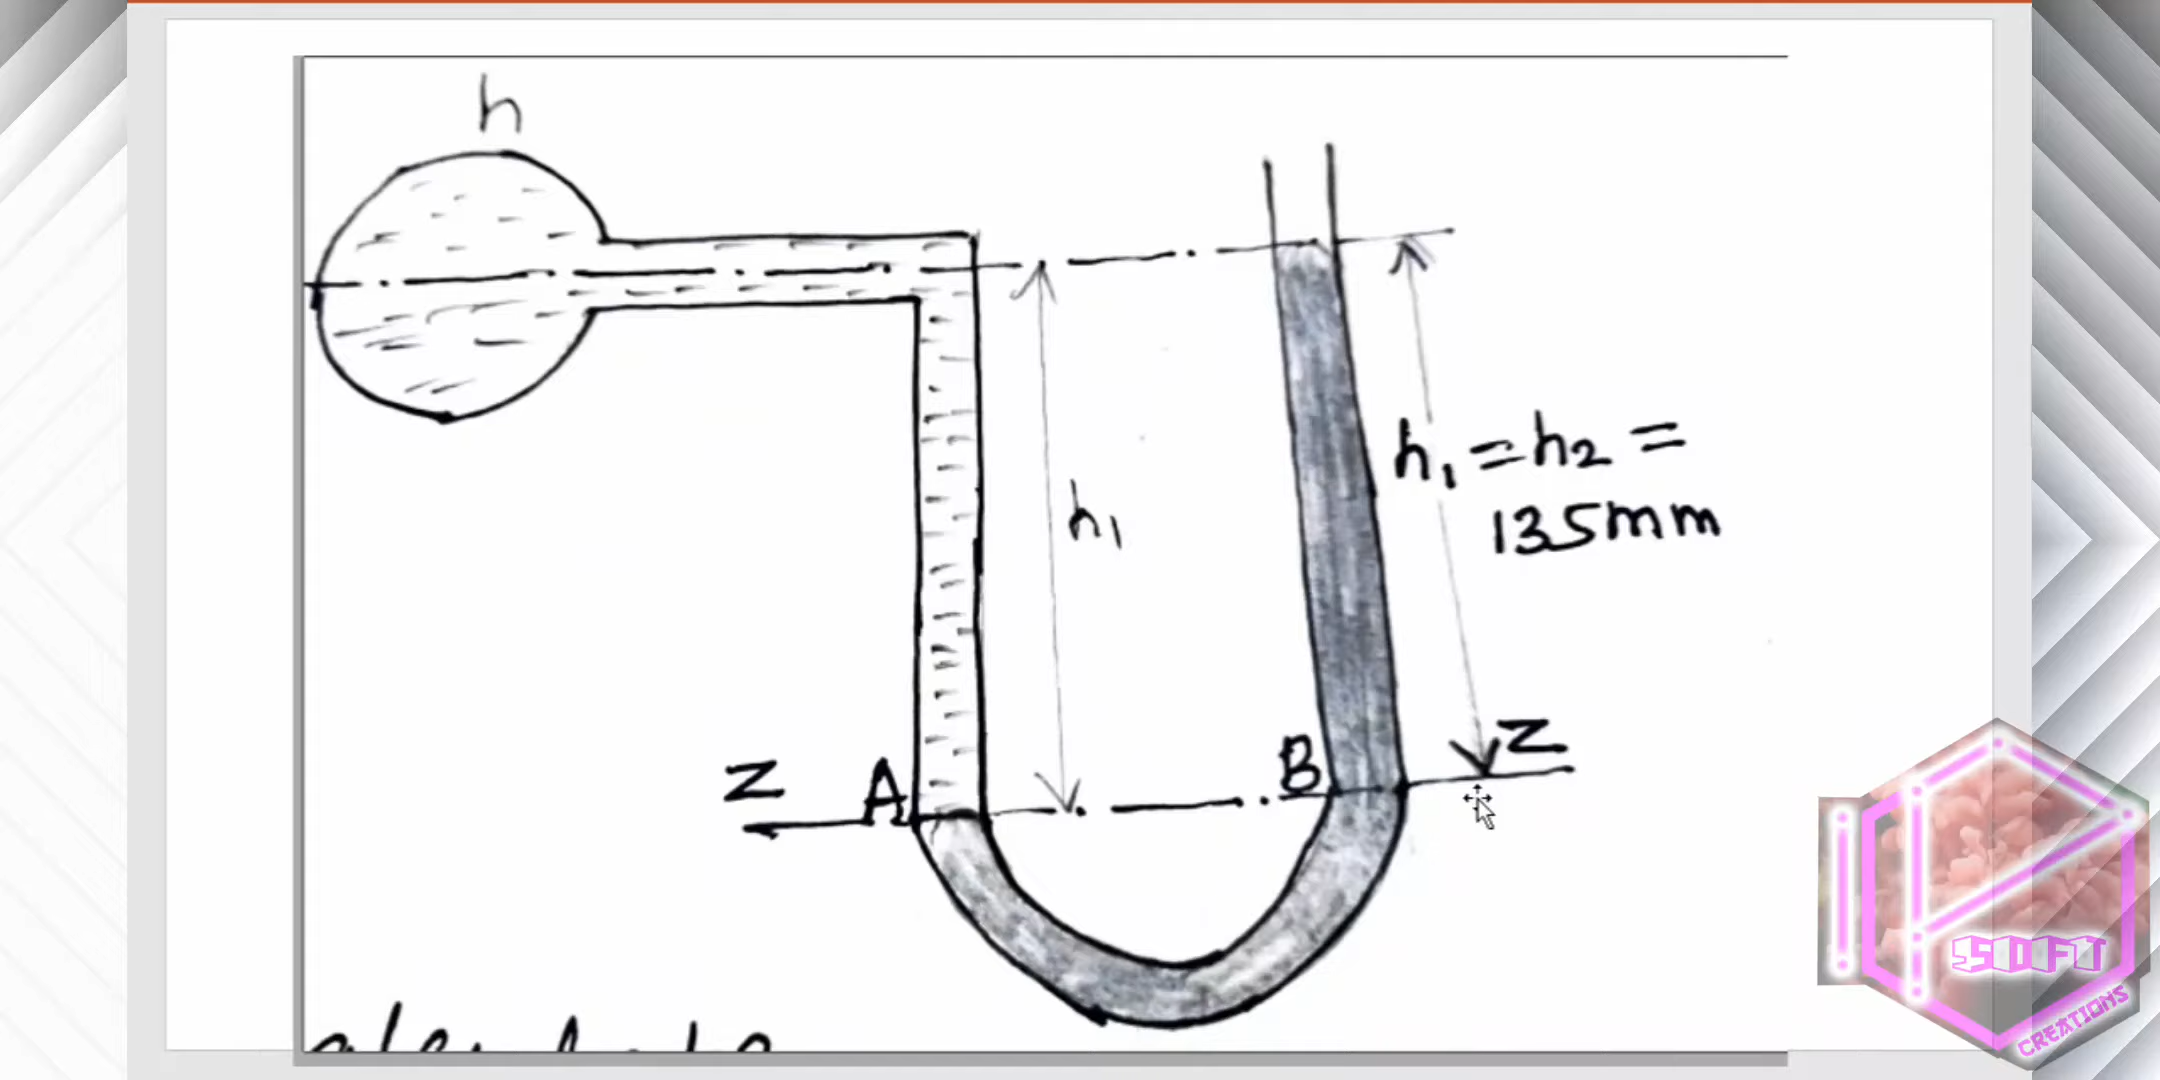 h
h₁ = h₂ =
135mm
h₁
Z
A
B
Z
SOFT
CREATIONS